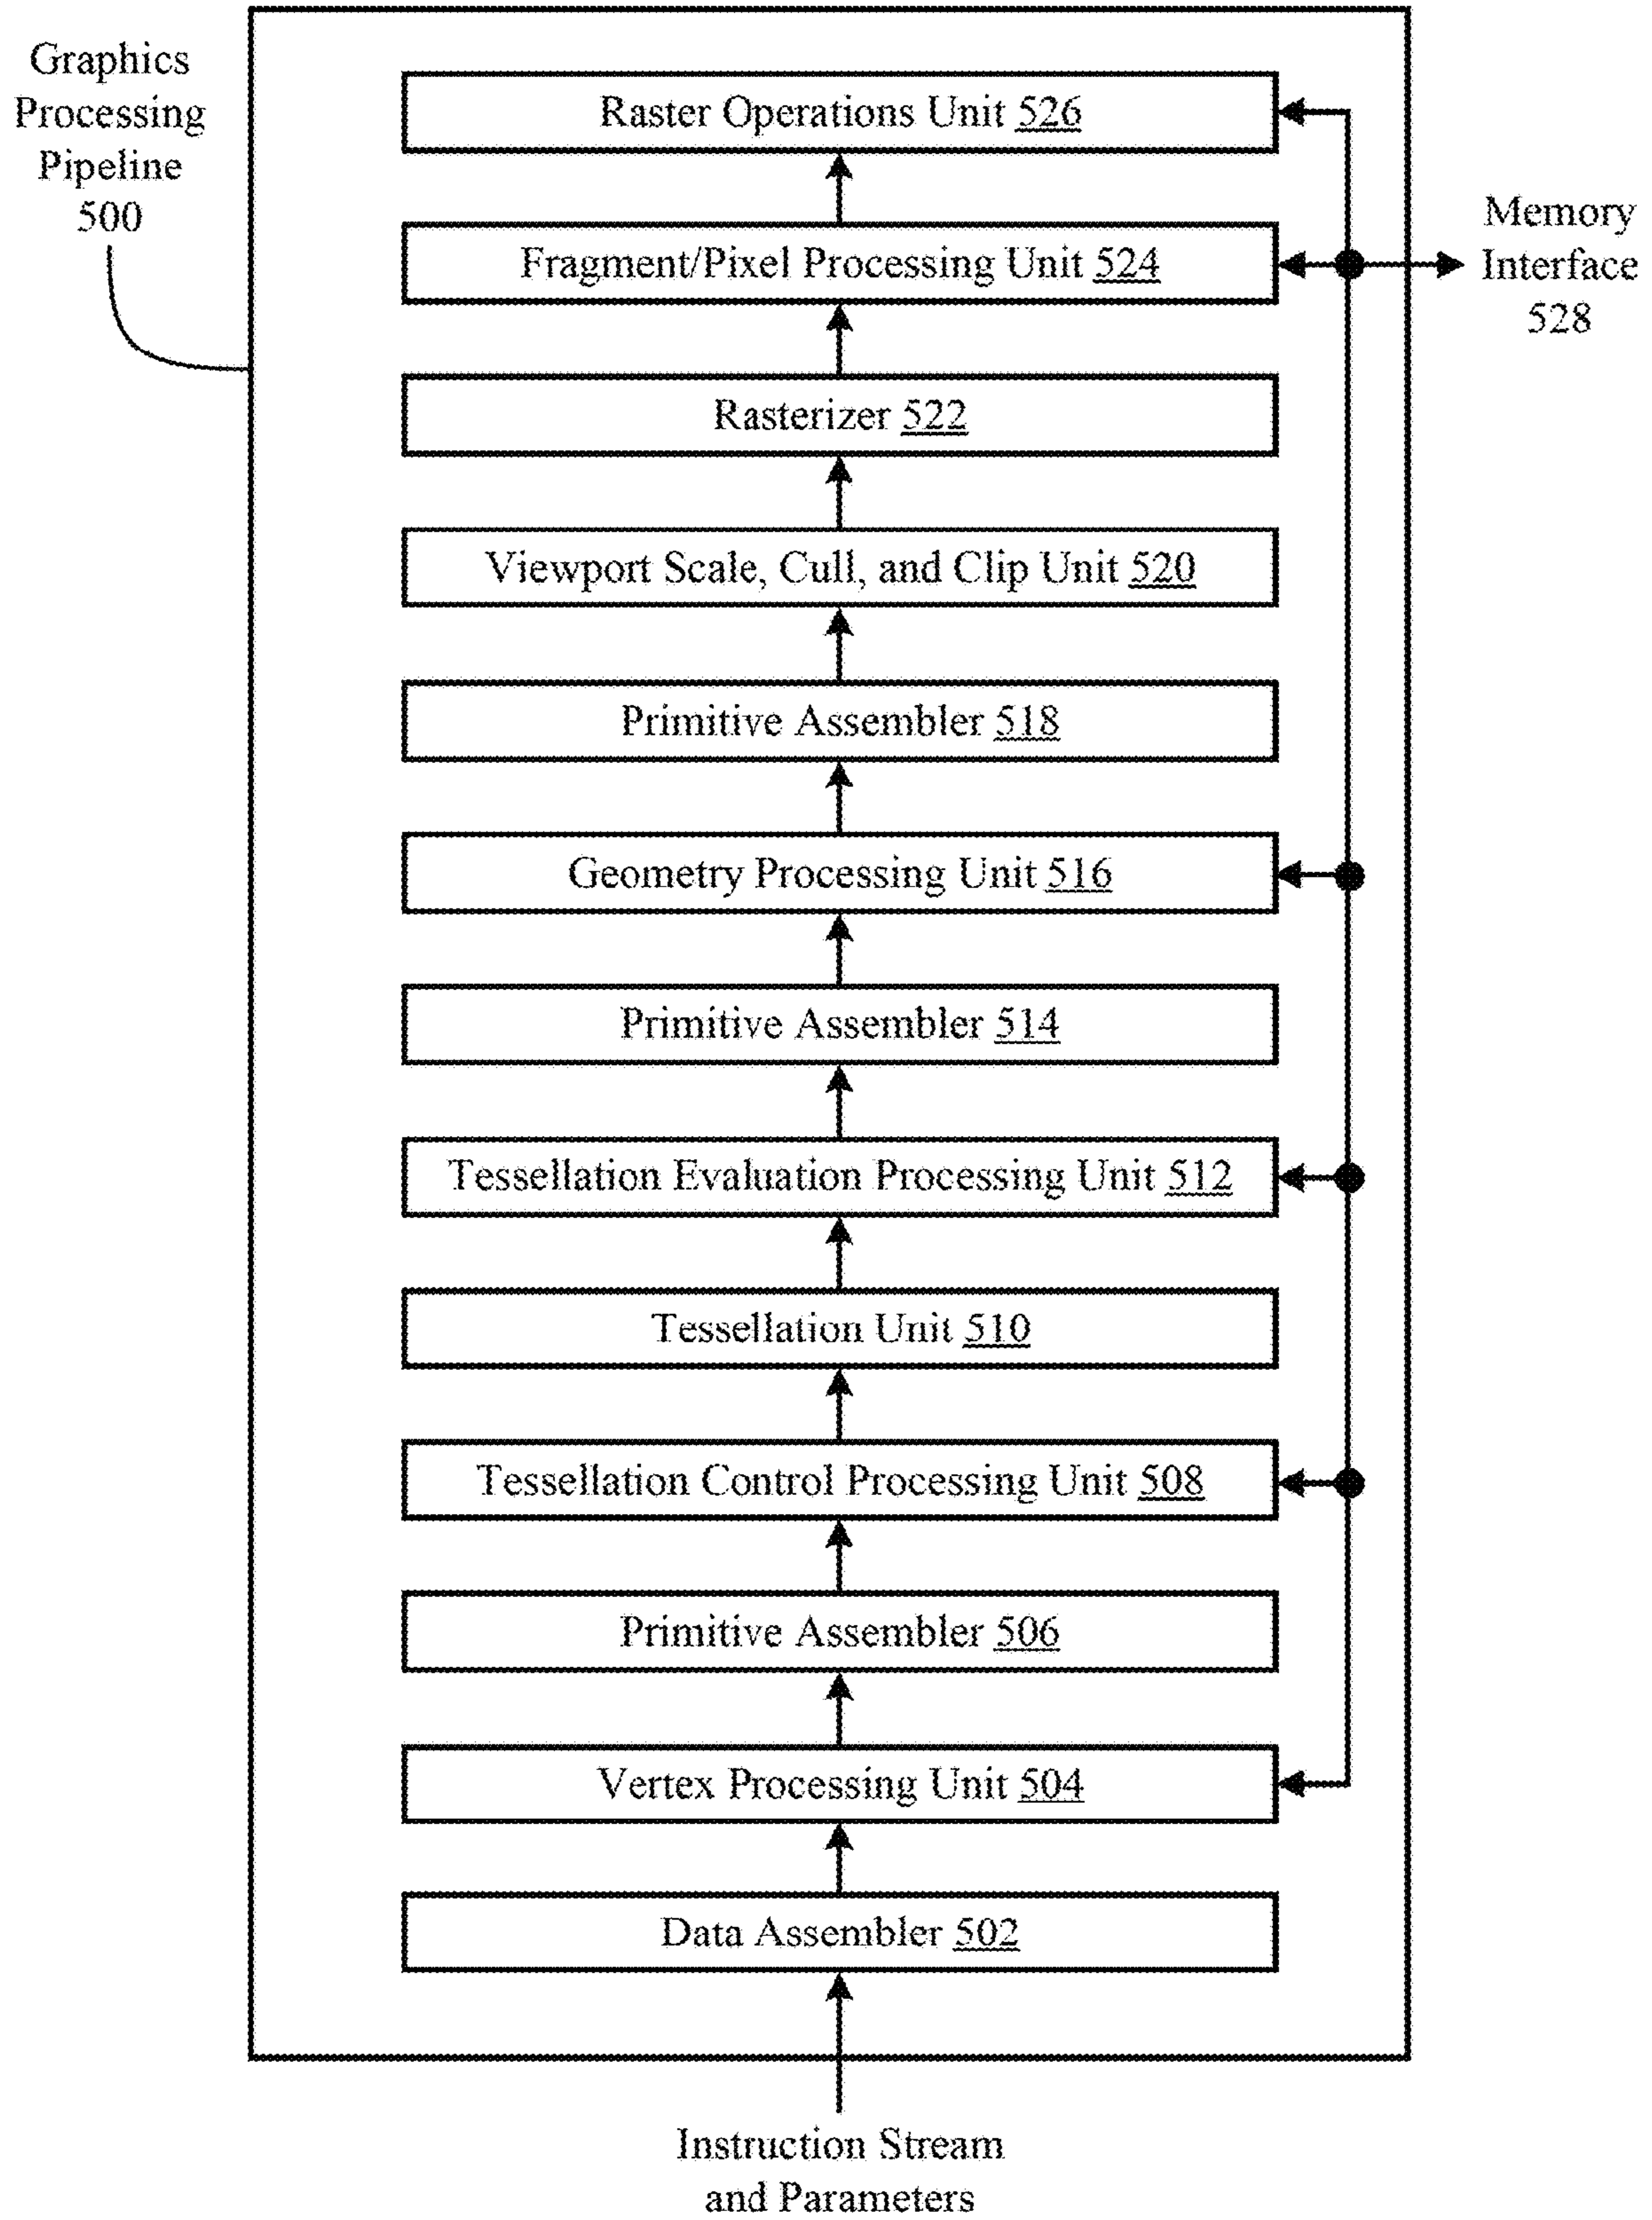 Graphics
Processing
Pipeline
500
Raster Operations Unit 526
Memory
Interface
528
Fragment/Pixel Processing Unit 524
Rasterizer 522
Viewport Scale, Cull, and Clip Unit 520
Primitive Assembler 518
Geometry Processing Unit 516
Primitive Assembler 514
Tessellation Evaluation Processing Unit 512
Tessellation Unit 510
Tessellation Control Processing Unit 508
Primitive Assembler 506
Vertex Processing Unit 504
Data Assembler 502
Instruction Stream
and Parameters